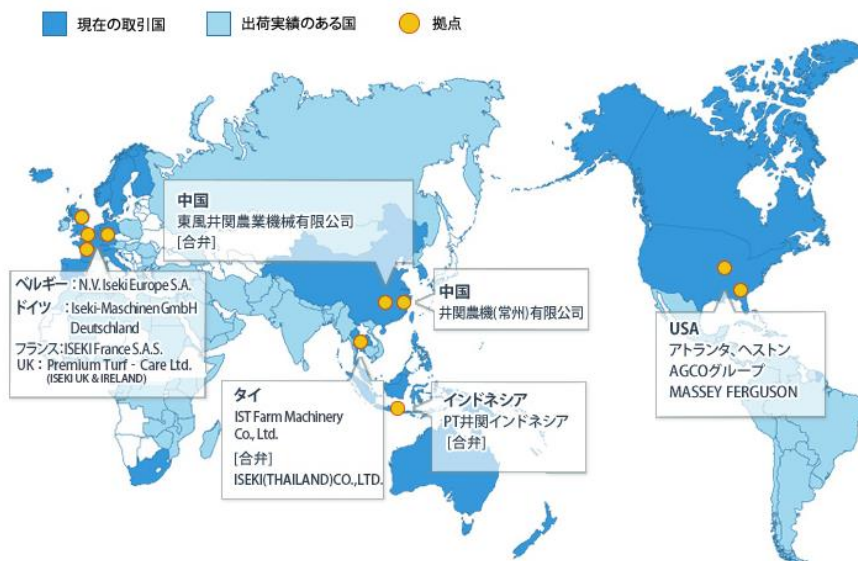 現在の取引国
出荷実績のある国
拠点
中国
東風井関農業機械有限公司
[合弁]
ベルギー：N.V. Iseki Europe S.A.
ドイツ ：Iseki-Maschinen GmbH
Deutschland
フランス：ISEKI France S.A.S.
UK： Premium Turf - Care Ltd.
(ISEKI UK & IRELAND)
中国
井関農機(常州)有限公司
USA
アトランタ、ヘストン
AGCOグループ
MASSEY FERGUSON
タイ
IST Farm Machinery
Co., Ltd.
[合弁]
ISEKI(THAILAND)CO.,LTD.
インドネシア
PT井関インドネシア
[合弁]